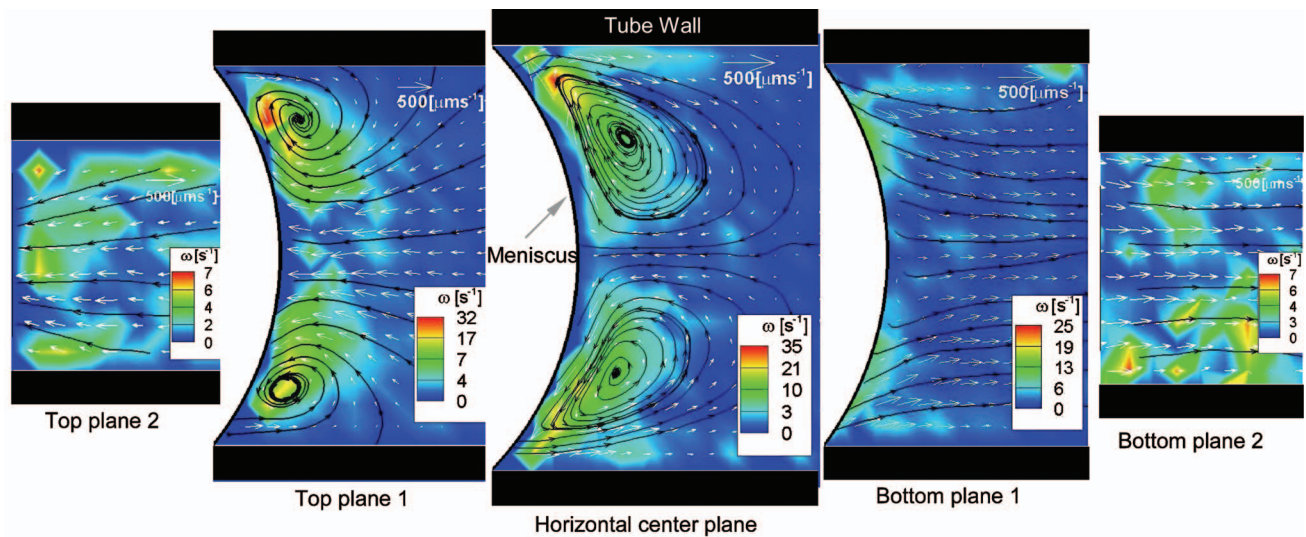 Tube Wall
500[μms⁻¹]
500[μms⁻¹]
500[μms⁻¹]
500[μms⁻¹]
500[μms⁻¹]
Meniscus
ω [s⁻¹]
7
6
4
2
0
ω [s⁻¹]
32
17
7
4
0
ω [s⁻¹]
35
21
10
3
0
ω [s⁻¹]
25
19
13
6
0
ω [s⁻¹]
7
6
4
3
0
Top plane 2
Top plane 1
Horizontal center plane
Bottom plane 1
Bottom plane 2